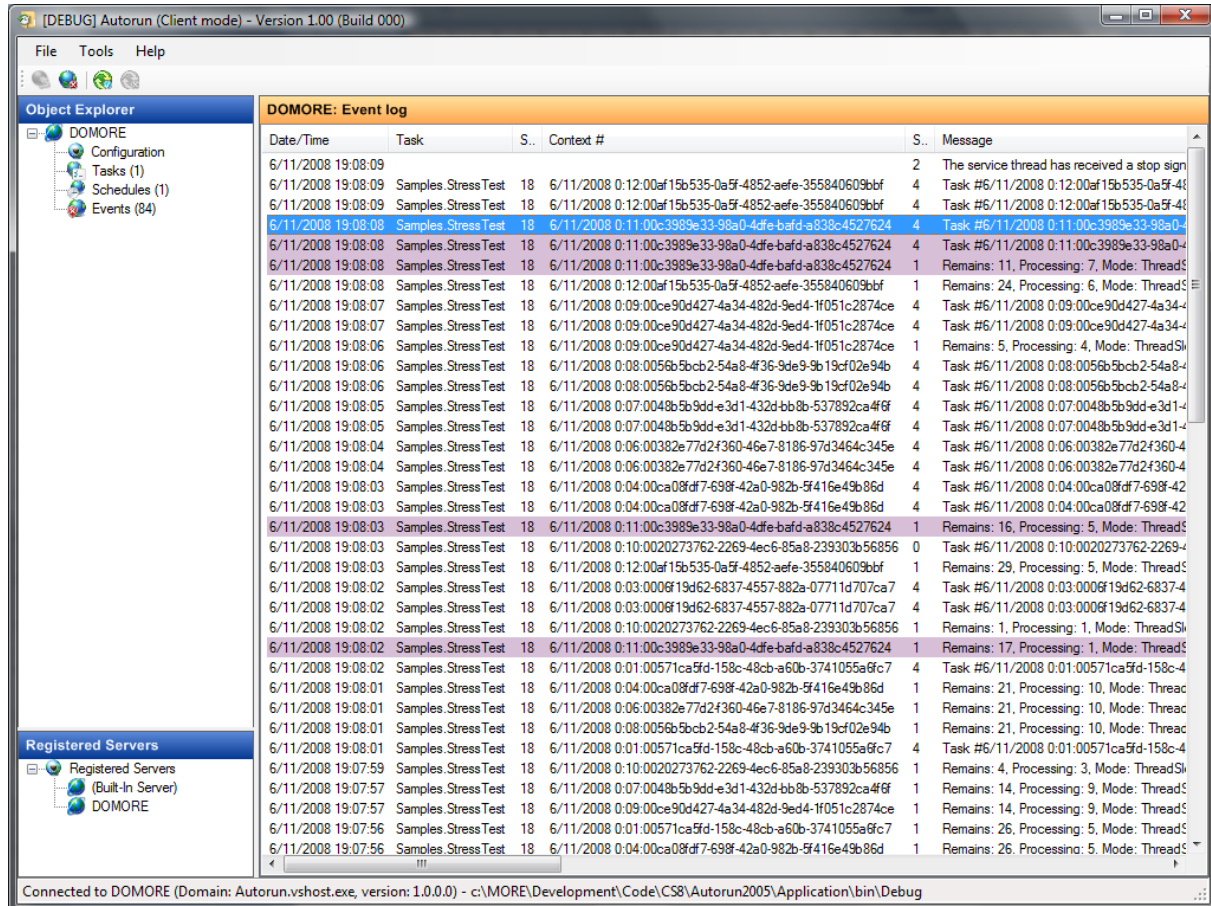 [DEBUG] Autorun (Client mode) - Version 1.00 (Build 000)
File Tools Help
Object Explorer
DOMORE
Configuration
Tasks (1)
Schedules (1)
Events (84)
Registered Servers
Registered Servers
(Built-In Server)
DOMORE
DOMORE: Event log
Date/Time Task S.. Context # S.. Message
6/11/2008 19:08:09 2 The service thread has received a stop sign
6/11/2008 19:08:09 Samples.StressTest 18 6/11/2008 0:12:00af15b535-0a5f-4852-aefe-355840609bbf 4 Task #6/11/2008 0:12:00af15b535-0a5f-48
6/11/2008 19:08:09 Samples.StressTest 18 6/11/2008 0:12:00af15b535-0a5f-4852-aefe-355840609bbf 4 Task #6/11/2008 0:12:00af15b535-0a5f-48
6/11/2008 19:08:08 Samples.StressTest 18 6/11/2008 0:11:00c3989e33-98a0-4dfe-bafd-a838c4527624 4 Task #6/11/2008 0:11:00c3989e33-98a0-4
6/11/2008 19:08:08 Samples.StressTest 18 6/11/2008 0:11:00c3989e33-98a0-4dfe-bafd-a838c4527624 4 Task #6/11/2008 0:11:00c3989e33-98a0-4
6/11/2008 19:08:08 Samples.StressTest 18 6/11/2008 0:11:00c3989e33-98a0-4dfe-bafd-a838c4527624 1 Remains: 11, Processing: 7, Mode: ThreadS
6/11/2008 19:08:08 Samples.StressTest 18 6/11/2008 0:12:00af15b535-0a5f-4852-aefe-355840609bbf 1 Remains: 24, Processing: 6, Mode: ThreadS
6/11/2008 19:08:07 Samples.StressTest 18 6/11/2008 0:09:00ce90d427-4a34-482d-9ed4-1f051c2874ce 4 Task #6/11/2008 0:09:00ce90d427-4a34-4
6/11/2008 19:08:07 Samples.StressTest 18 6/11/2008 0:09:00ce90d427-4a34-482d-9ed4-1f051c2874ce 4 Task #6/11/2008 0:09:00ce90d427-4a34-4
6/11/2008 19:08:06 Samples.StressTest 18 6/11/2008 0:09:00ce90d427-4a34-482d-9ed4-1f051c2874ce 1 Remains: 5, Processing: 4, Mode: ThreadSl
6/11/2008 19:08:06 Samples.StressTest 18 6/11/2008 0:08:0056b5bcb2-54a8-4f36-9de9-9b19cf02e94b 4 Task #6/11/2008 0:08:0056b5bcb2-54a8-4
6/11/2008 19:08:06 Samples.StressTest 18 6/11/2008 0:08:0056b5bcb2-54a8-4f36-9de9-9b19cf02e94b 4 Task #6/11/2008 0:08:0056b5bcb2-54a8-4
6/11/2008 19:08:05 Samples.StressTest 18 6/11/2008 0:07:0048b5b9dd-e3d1-432d-bb8b-537892ca4f6f 4 Task #6/11/2008 0:07:0048b5b9dd-e3d1-4
6/11/2008 19:08:05 Samples.StressTest 18 6/11/2008 0:07:0048b5b9dd-e3d1-432d-bb8b-537892ca4f6f 4 Task #6/11/2008 0:07:0048b5b9dd-e3d1-4
6/11/2008 19:08:04 Samples.StressTest 18 6/11/2008 0:06:00382e77d2-f360-46e7-8186-97d3464c345e 4 Task #6/11/2008 0:06:00382e77d2-f360-4
6/11/2008 19:08:04 Samples.StressTest 18 6/11/2008 0:06:00382e77d2-f360-46e7-8186-97d3464c345e 4 Task #6/11/2008 0:06:00382e77d2-f360-4
6/11/2008 19:08:03 Samples.StressTest 18 6/11/2008 0:04:00ca08fdf7-698f-42a0-982b-5f416e49b86d 4 Task #6/11/2008 0:04:00ca08fdf7-698f-42
6/11/2008 19:08:03 Samples.StressTest 18 6/11/2008 0:04:00ca08fdf7-698f-42a0-982b-5f416e49b86d 4 Task #6/11/2008 0:04:00ca08fdf7-698f-42
6/11/2008 19:08:03 Samples.StressTest 18 6/11/2008 0:11:00c3989e33-98a0-4dfe-bafd-a838c4527624 1 Remains: 16, Processing: 5, Mode: ThreadS
6/11/2008 19:08:03 Samples.StressTest 18 6/11/2008 0:10:0020273762-2269-4ec6-85a8-239303b56856 0 Task #6/11/2008 0:10:0020273762-2269-4
6/11/2008 19:08:03 Samples.StressTest 18 6/11/2008 0:12:00af15b535-0a5f-4852-aefe-355840609bbf 1 Remains: 29, Processing: 5, Mode: ThreadS
6/11/2008 19:08:02 Samples.StressTest 18 6/11/2008 0:03:0006f19d62-6837-4557-882a-07711d707ca7 4 Task #6/11/2008 0:03:0006f19d62-6837-4
6/11/2008 19:08:02 Samples.StressTest 18 6/11/2008 0:03:0006f19d62-6837-4557-882a-07711d707ca7 4 Task #6/11/2008 0:03:0006f19d62-6837-4
6/11/2008 19:08:02 Samples.StressTest 18 6/11/2008 0:10:0020273762-2269-4ec6-85a8-239303b56856 1 Remains: 1, Processing: 1, Mode: ThreadSl
6/11/2008 19:08:02 Samples.StressTest 18 6/11/2008 0:11:00c3989e33-98a0-4dfe-bafd-a838c4527624 1 Remains: 17, Processing: 1, Mode: ThreadS
6/11/2008 19:08:02 Samples.StressTest 18 6/11/2008 0:01:00571ca5fd-158c-48cb-a60b-3741055a6fc7 4 Task #6/11/2008 0:01:00571ca5fd-158c-4
6/11/2008 19:08:01 Samples.StressTest 18 6/11/2008 0:04:00ca08fdf7-698f-42a0-982b-5f416e49b86d 1 Remains: 21, Processing: 10, Mode: Threac
6/11/2008 19:08:01 Samples.StressTest 18 6/11/2008 0:06:00382e77d2-f360-46e7-8186-97d3464c345e 1 Remains: 21, Processing: 10, Mode: Threac
6/11/2008 19:08:01 Samples.StressTest 18 6/11/2008 0:08:0056b5bcb2-54a8-4f36-9de9-9b19cf02e94b 1 Remains: 21, Processing: 10, Mode: Threac
6/11/2008 19:08:01 Samples.StressTest 18 6/11/2008 0:01:00571ca5fd-158c-48cb-a60b-3741055a6fc7 4 Task #6/11/2008 0:01:00571ca5fd-158c-4
6/11/2008 19:07:59 Samples.StressTest 18 6/11/2008 0:10:0020273762-2269-4ec6-85a8-239303b56856 1 Remains: 4, Processing: 3, Mode: ThreadSl
6/11/2008 19:07:57 Samples.StressTest 18 6/11/2008 0:07:0048b5b9dd-e3d1-432d-bb8b-537892ca4f6f 1 Remains: 14, Processing: 9, Mode: ThreadS
6/11/2008 19:07:57 Samples.StressTest 18 6/11/2008 0:09:00ce90d427-4a34-482d-9ed4-1f051c2874ce 1 Remains: 14, Processing: 9, Mode: ThreadS
6/11/2008 19:07:56 Samples.StressTest 18 6/11/2008 0:01:00571ca5fd-158c-48cb-a60b-3741055a6fc7 1 Remains: 26, Processing: 5, Mode: ThreadS
6/11/2008 19:07:56 Samples.StressTest 18 6/11/2008 0:04:00ca08fdf7-698f-42a0-982b-5f416e49b86d 1 Remains: 26, Processing: 5, Mode: ThreadS
Connected to DOMORE (Domain: Autorun.vshost.exe, version: 1.0.0.0) - c:\MORE\Development\Code\CS8\Autorun2005\Application\bin\Debug